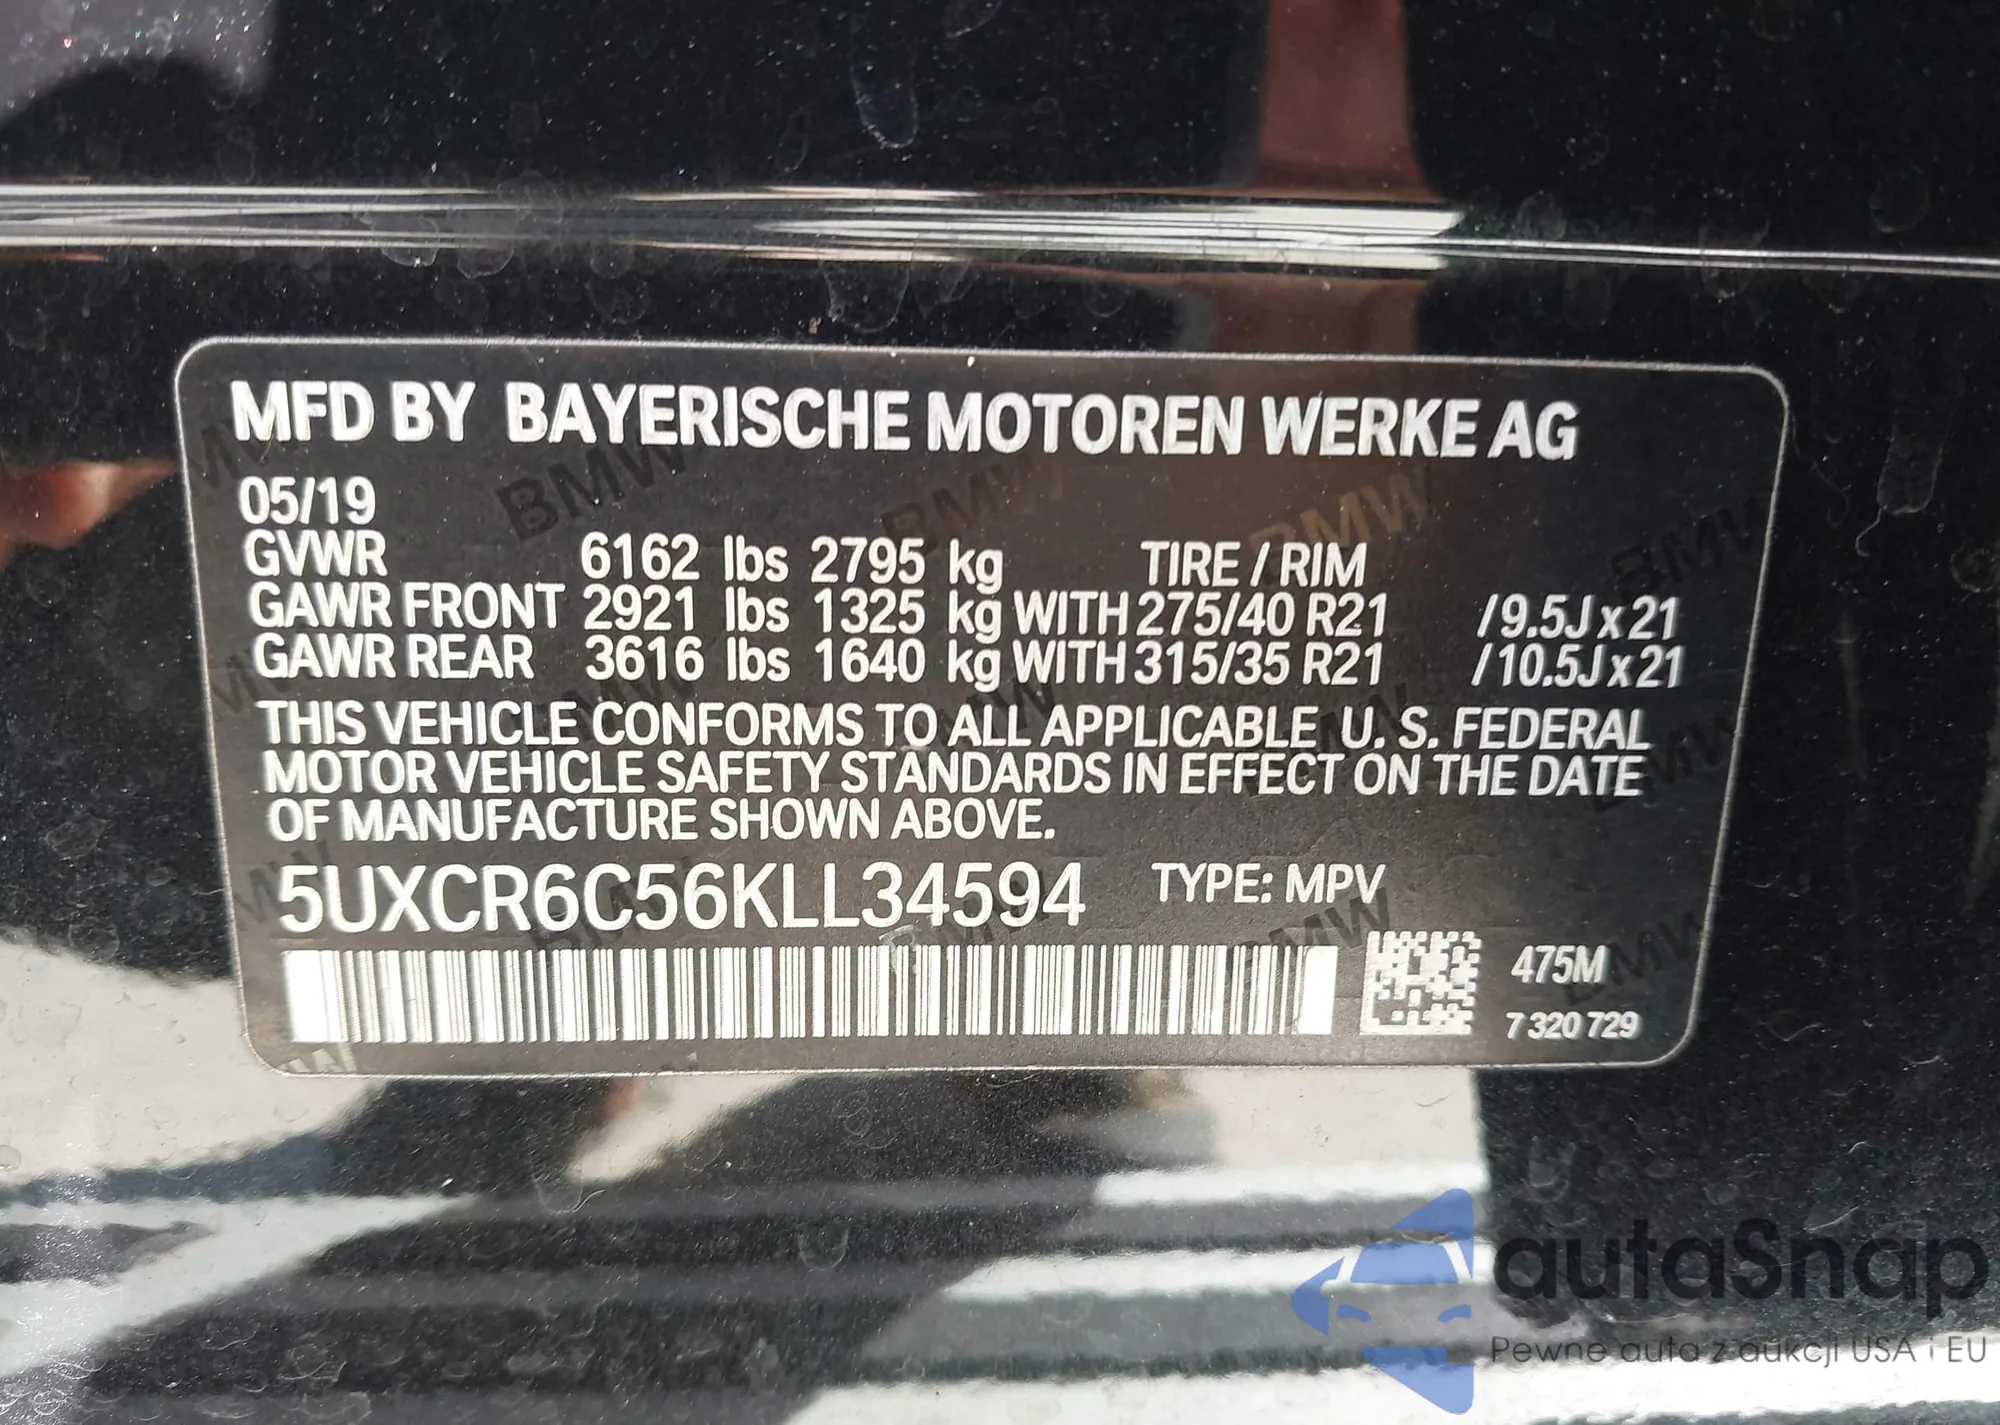 MFD BY BAYERISCHE MOTOREN WERKE AG
05/19
GVWR 6162 lbs 2795 kg TIRE / RIM
GAWR FRONT 2921 lbs 1325 kg WITH 275/40 R21 /9.5J x 21
GAWR REAR 3616 lbs 1640 kg WITH 315/35 R21 /10.5J x 21
THIS VEHICLE CONFORMS TO ALL APPLICABLE U. S. FEDERAL
MOTOR VEHICLE SAFETY STANDARDS IN EFFECT ON THE DATE
OF MANUFACTURE SHOWN ABOVE.
5UXCR6C56KLL34594 TYPE: MPV
475M
7 320 729
autaSnap
Pewne auta z aukcji USA i EU